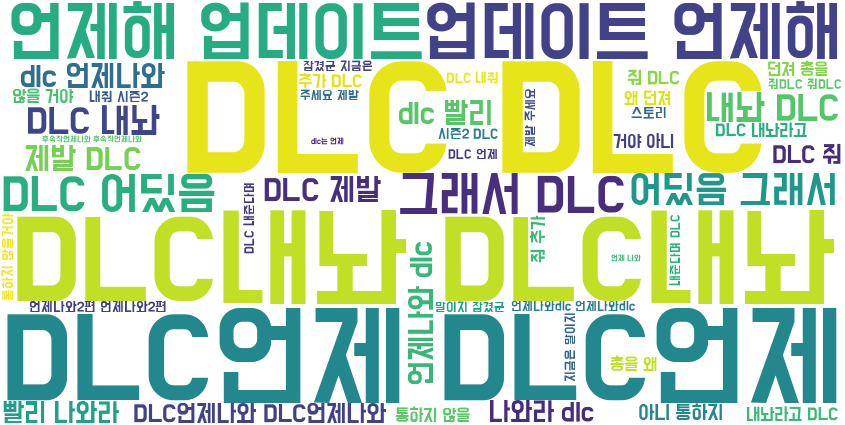 언제해 업데이트 업데이트 언제해
잠겼군 지금은
dlc 언제나와
DLC DLC
추가 DLC
DLC 내줘
줘 DLC
던져 총을
줘DLC 줘DLC
않을 거야
내줘 시즌2
주세요 제발
왜 던져
DLC 내놔
dlc 빨리
제발 주세요
스토리
내놔 DLC
시즌2 DLC
DLC 내놔라고
후속작언제나와 후속작언제나와
dlc는 언제
거야 아니
제발 DLC
DLC 언제
DLC 줘
DLC 어딨음
DLC 내준다며
DLC 제발
그래서 DLC
어딨음 그래서
통하지 않을거야
DLC내놔 DLC내놔
언제나와 dlc
줘 추가
언제 나와
내준다며 DLC
언제나와2편 언제나와2편
말이지 잠겼군
언제나와dlc 언제나와dlc
DLC언제 DLC언제
지금은 말이지
총을 왜
빨리 나와라
DLC언제나와 DLC언제나와
통하지 않을
나와라 dlc
아니 통하지
내놔라고 DLC